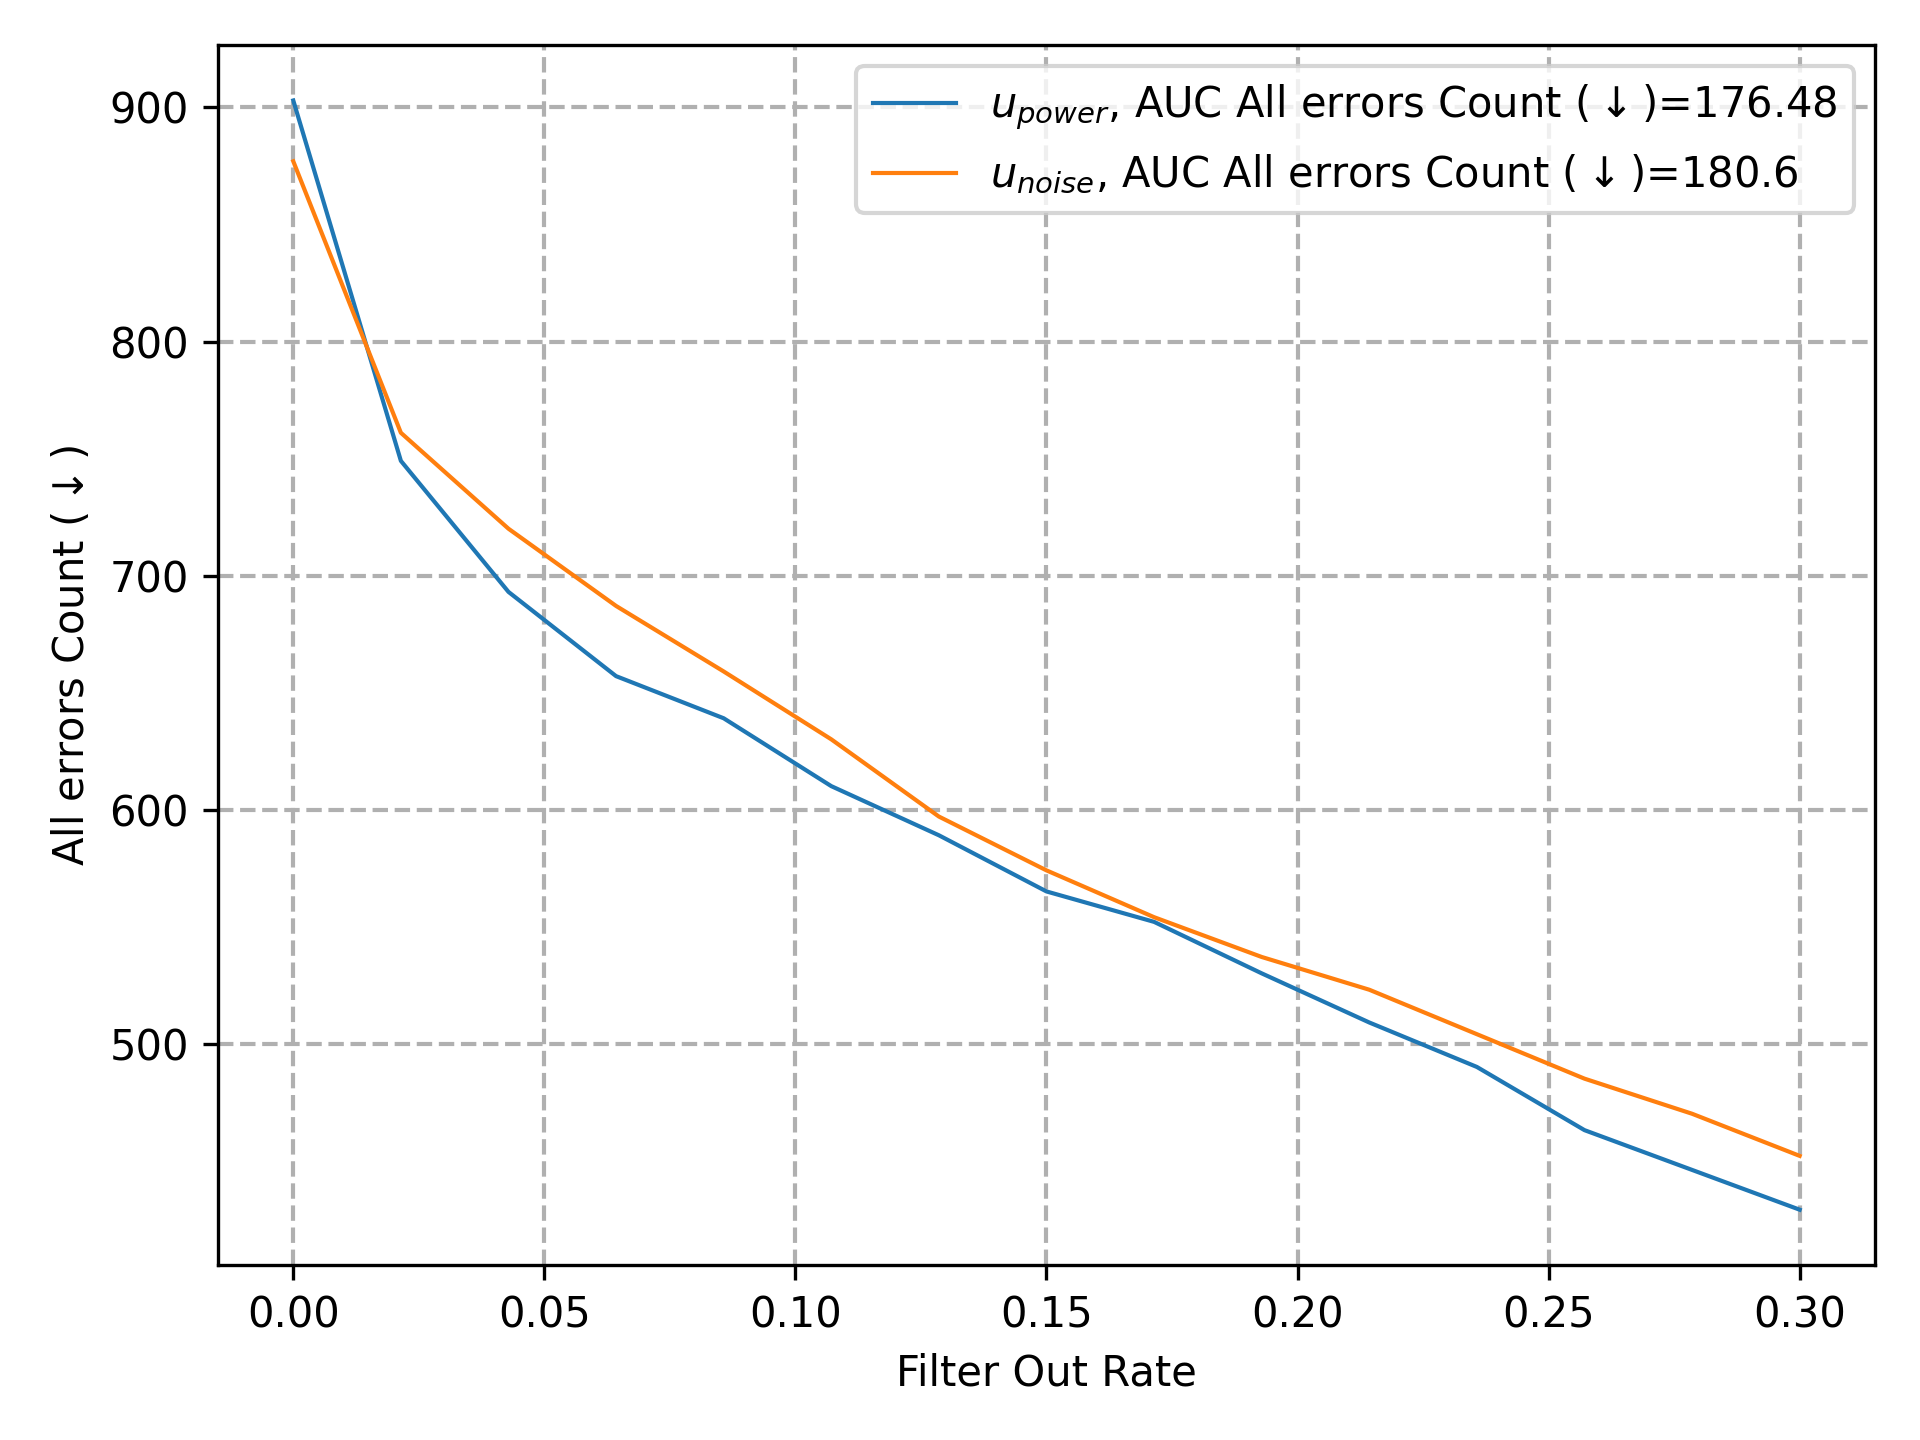 u_power, AUC All errors Count (↓)=176.48
u_noise, AUC All errors Count (↓)=180.6
900
800
700
600
500
All errors Count (↓)
0.00 0.05 0.10 0.15 0.20 0.25 0.30
Filter Out Rate